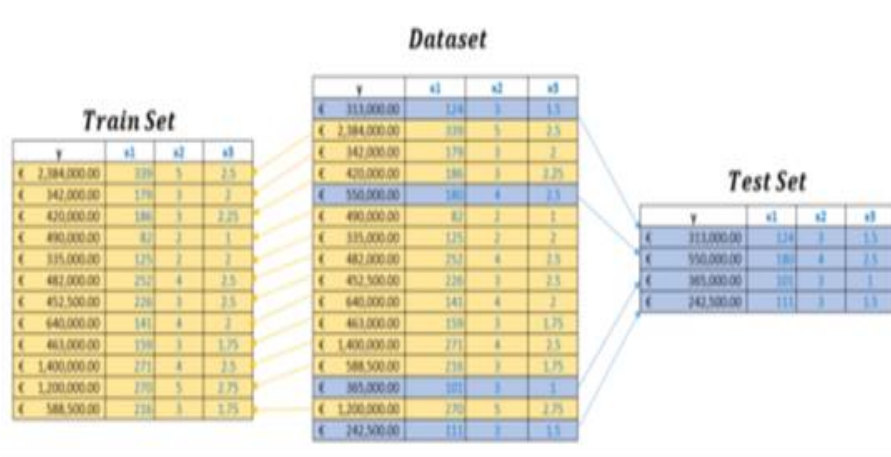 Dataset
y x1 x2 x3
€ 313,000.00 124 3 1.5
€ 2,384,000.00 339 5 2.5
€ 342,000.00 179 3 2
€ 420,000.00 186 3 2.25
€ 550,000.00 180 4 2.5
€ 490,000.00 82 2 1
€ 335,000.00 125 2 2
€ 482,000.00 252 4 2.5
€ 452,500.00 226 3 2.5
€ 640,000.00 141 4 2
€ 463,000.00 159 3 1.75
€ 1,400,000.00 271 4 2.5
€ 588,500.00 216 3 1.75
€ 365,000.00 101 3 1
€ 1,200,000.00 270 5 2.75
€ 242,500.00 111 3 1.5
Train Set
y x1 x2 x3
€ 2,384,000.00 339 5 2.5
€ 342,000.00 179 3 2
€ 420,000.00 186 3 2.25
€ 490,000.00 82 2 1
€ 335,000.00 125 2 2
€ 482,000.00 252 4 2.5
€ 452,500.00 226 3 2.5
€ 640,000.00 141 4 2
€ 463,000.00 159 3 1.75
€ 1,400,000.00 271 4 2.5
€ 1,200,000.00 270 5 2.75
€ 588,500.00 216 3 1.75
Test Set
y x1 x2 x3
€ 313,000.00 124 3 1.5
€ 550,000.00 180 4 2.5
€ 365,000.00 101 3 1
€ 242,500.00 111 3 1.5